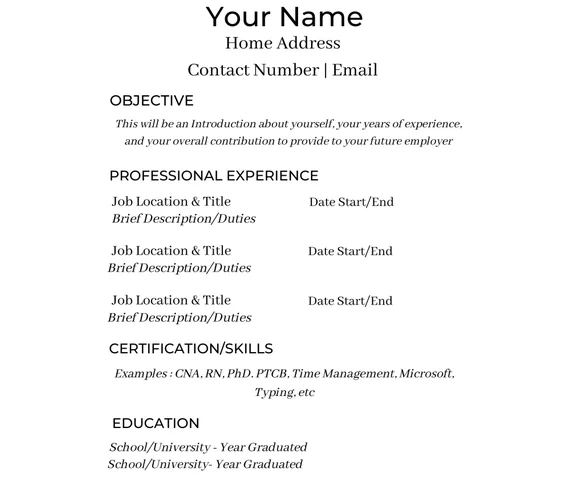 Your Name
Home Address
Contact Number | Email
OBJECTIVE
This will be an Introduction about yourself, your years of experience,
and your overall contribution to provide to your future employer
PROFESSIONAL EXPERIENCE
Job Location & Title Date Start/End
Brief Description/Duties
Job Location & Title Date Start/End
Brief Description/Duties
Job Location & Title Date Start/End
Brief Description/Duties
CERTIFICATION/SKILLS
Examples : CNA, RN, PhD. PTCB, Time Management, Microsoft,
Typing, etc
EDUCATION
School/University - Year Graduated
School/University- Year Graduated